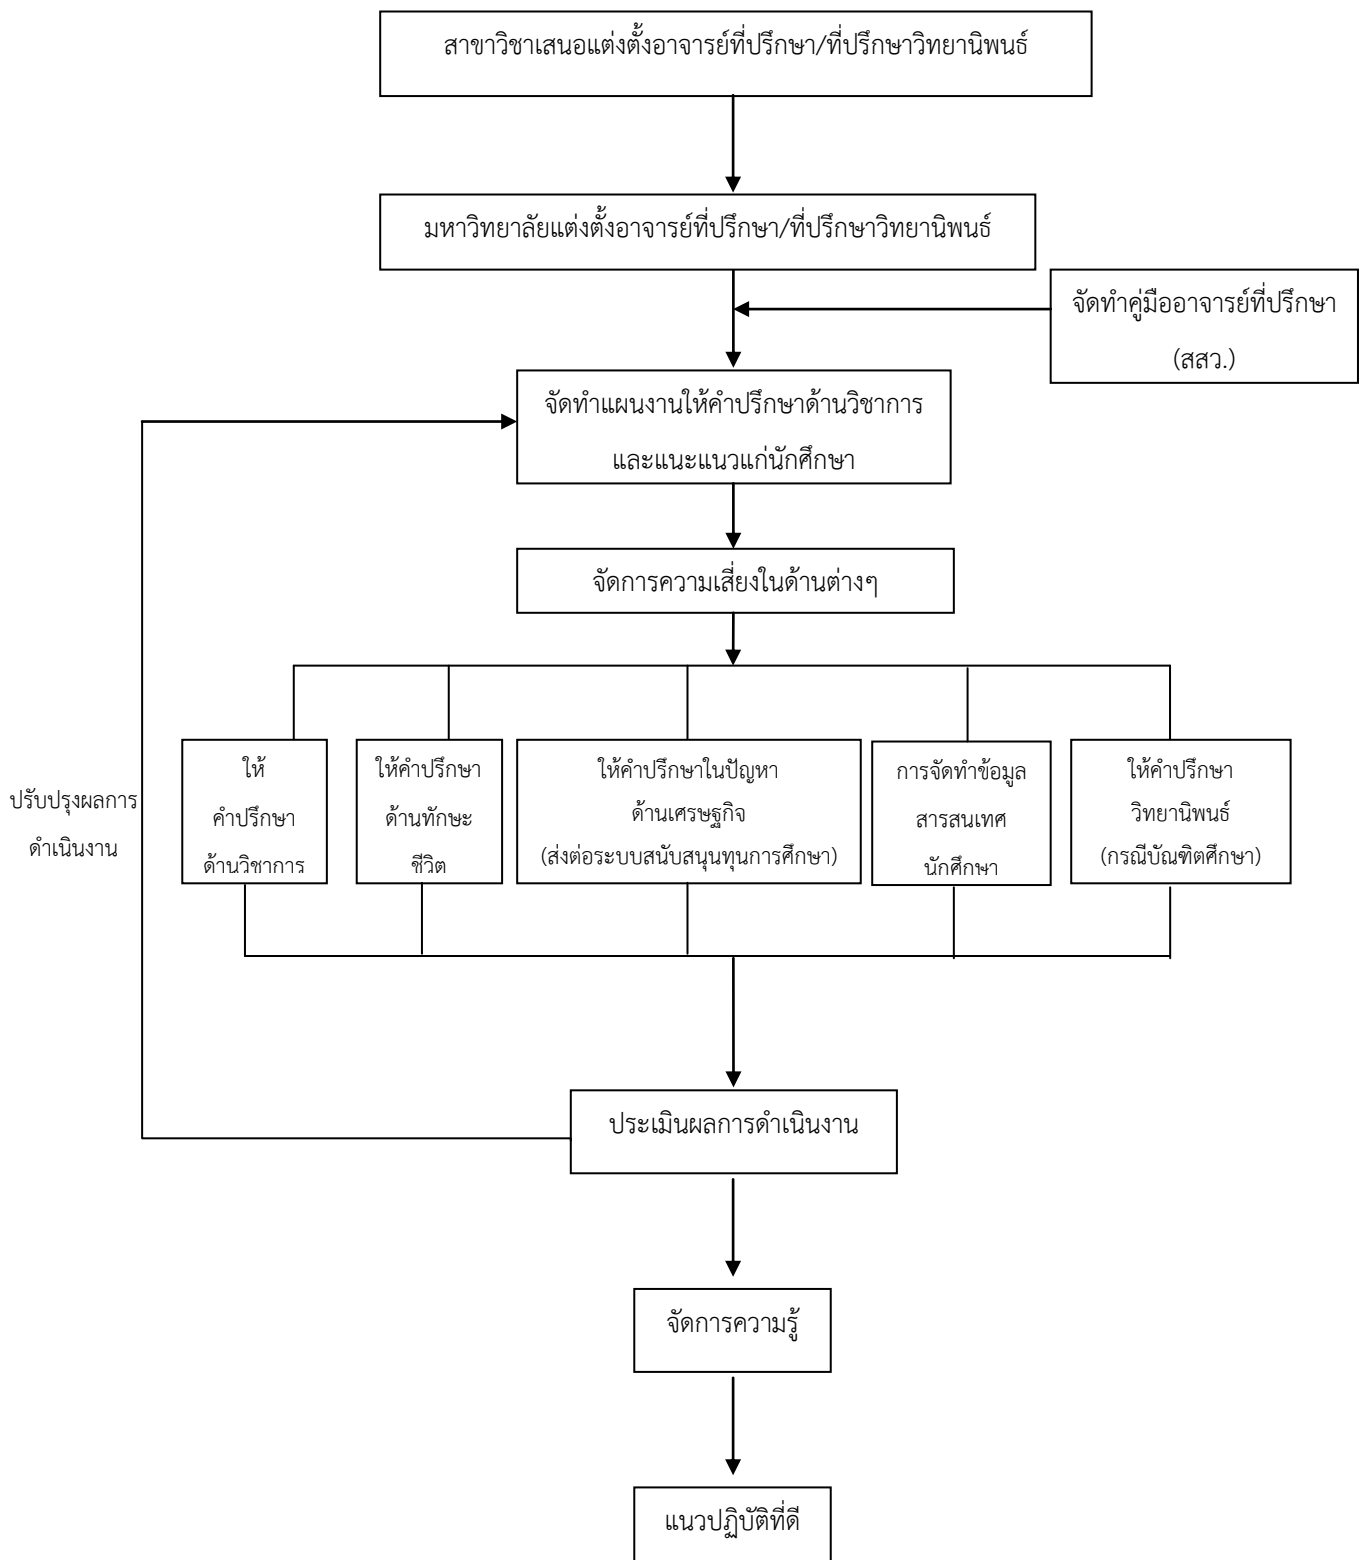 สาขาวิชาเสนอแต่งตั้งอาจารย์ที่ปรึกษา/ที่ปรึกษาวิทยานิพนธ์
มหาวิทยาลัยแต่งตั้งอาจารย์ที่ปรึกษา/ที่ปรึกษาวิทยานิพนธ์
จัดทำคู่มืออาจารย์ที่ปรึกษา
(สสว.)
จัดทำแผนงานให้คำปรึกษาด้านวิชาการ
และแนะแนวแก่นักศึกษา
จัดการความเสี่ยงในด้านต่างๆ
ปรับปรุงผลการ
ดำเนินงาน
ให้
คำปรึกษา
ด้านวิชาการ
ให้คำปรึกษา
ด้านทักษะ
ชีวิต
ให้คำปรึกษาในปัญหา
ด้านเศรษฐกิจ
(ส่งต่อระบบสนับสนุนทุนการศึกษา)
การจัดทำข้อมูล
สารสนเทศ
นักศึกษา
ให้คำปรึกษา
วิทยานิพนธ์
(กรณีบัณฑิตศึกษา)
ประเมินผลการดำเนินงาน
จัดการความรู้
แนวปฏิบัติที่ดี